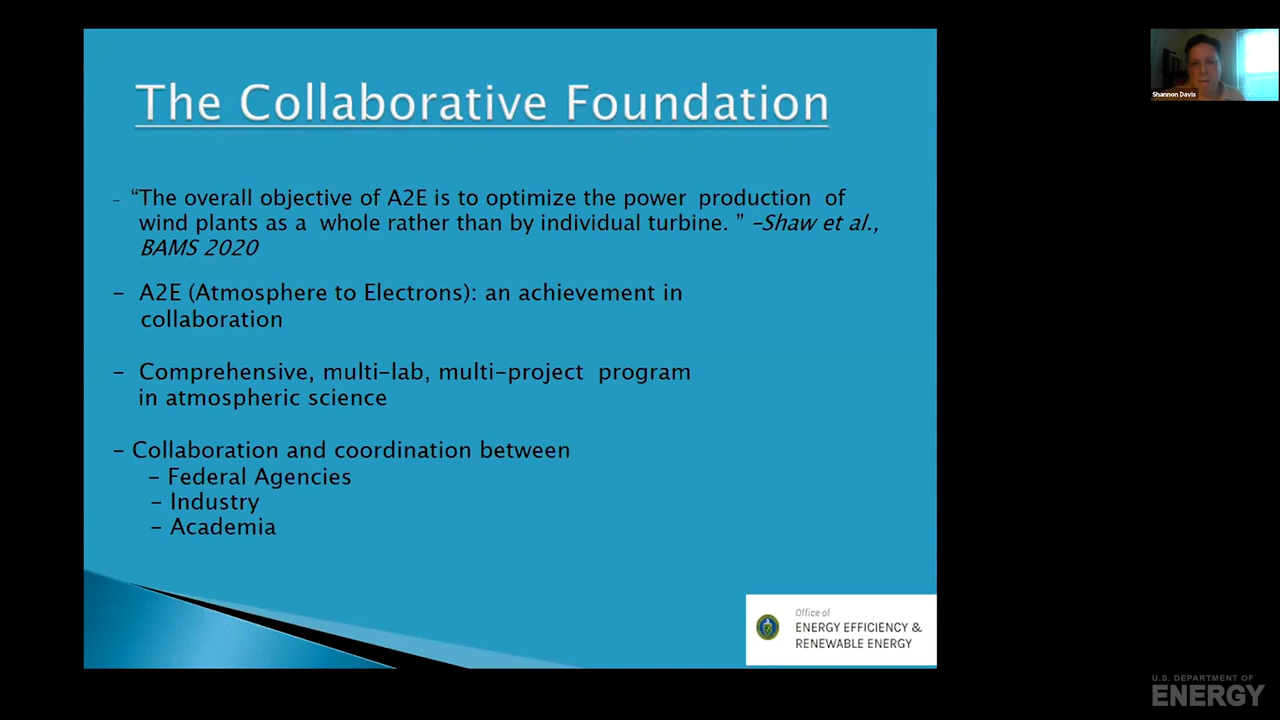 The Collaborative Foundation
Shannon Davis
- “The overall objective of A2E is to optimize the power production of
wind plants as a whole rather than by individual turbine. ” –Shaw et al.,
BAMS 2020
– A2E (Atmosphere to Electrons): an achievement in
collaboration
– Comprehensive, multi-lab, multi-project program
in atmospheric science
– Collaboration and coordination between
– Federal Agencies
– Industry
– Academia
Office of
ENERGY EFFICIENCY &
RENEWABLE ENERGY
U.S. DEPARTMENT OF
ENERGY